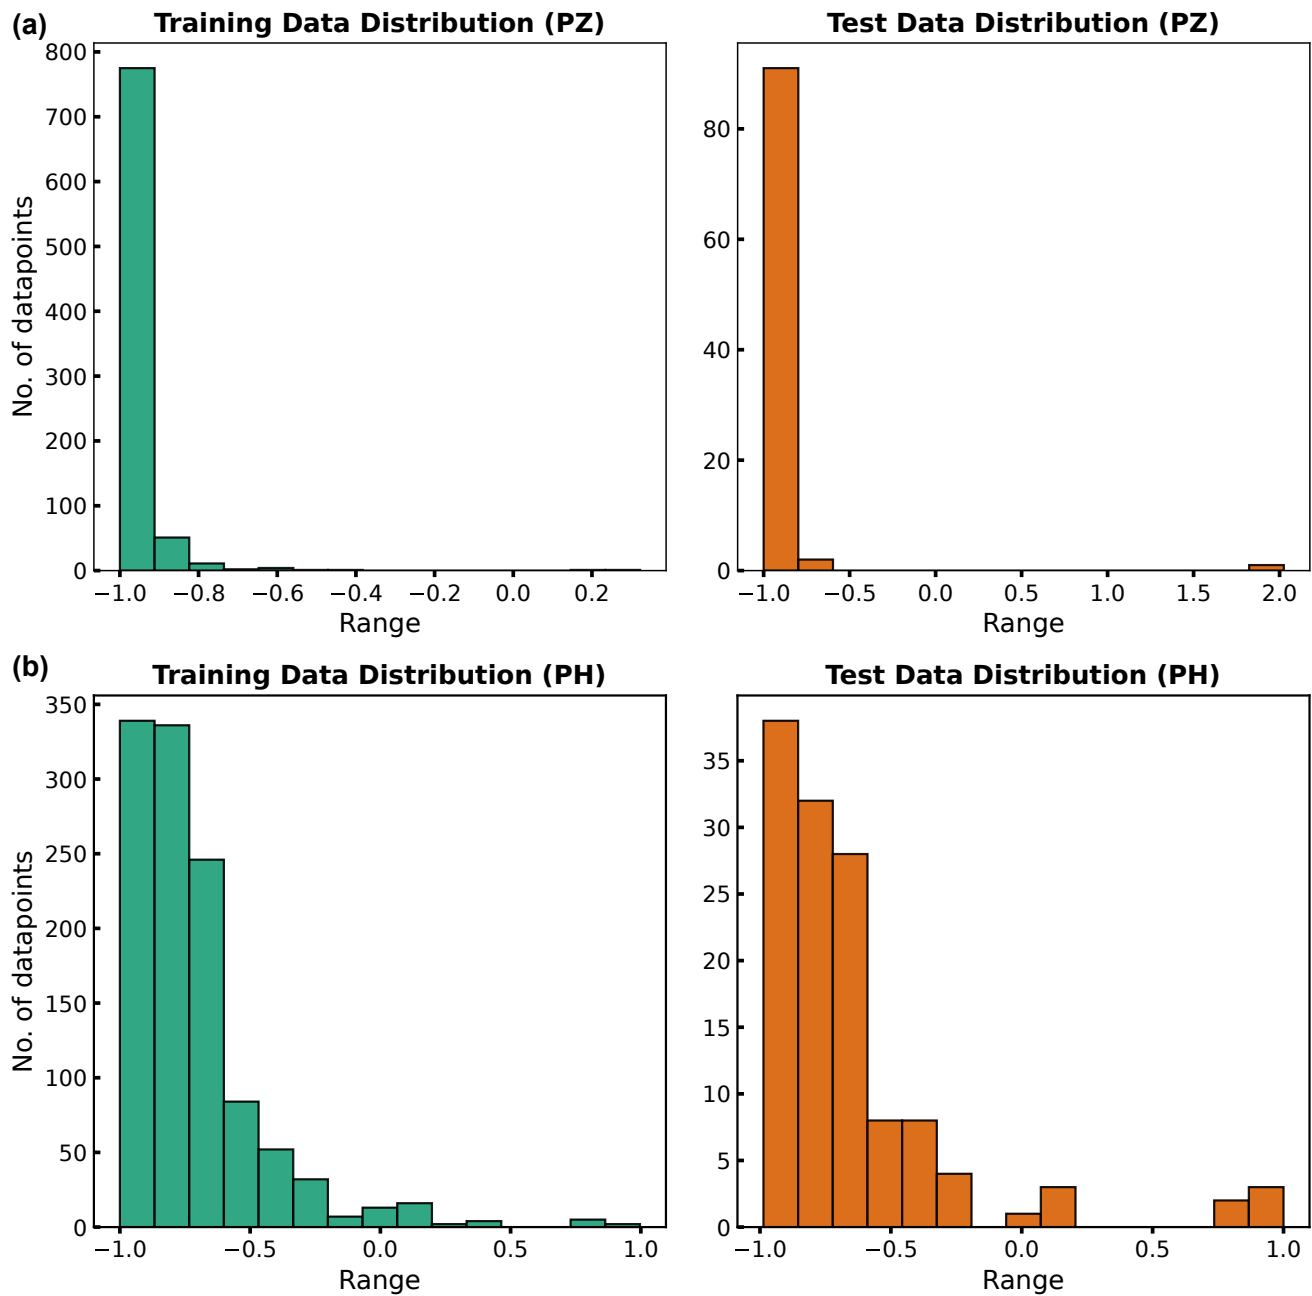 (a)
Training Data Distribution (PZ)
Test Data Distribution (PZ)
800
700
600
500
400
300
200
100
0
No. of datapoints
−1.0 −0.8 −0.6 −0.4 −0.2 0.0 0.2
Range
80
60
40
20
0
−1.0 −0.5 0.0 0.5 1.0 1.5 2.0
Range
(b)
Training Data Distribution (PH)
Test Data Distribution (PH)
350
300
250
200
150
100
50
0
No. of datapoints
−1.0 −0.5 0.0 0.5 1.0
Range
35
30
25
20
15
10
5
0
−1.0 −0.5 0.0 0.5 1.0
Range